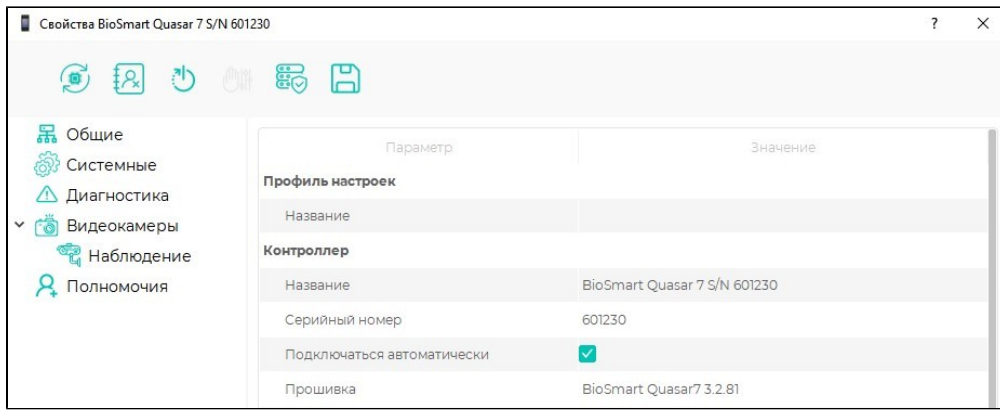 Свойства BioSmart Quasar 7 S/N 601230
Общие
Системные
Диагностика
Видеокамеры
Наблюдение
Полномочия
Параметр Значение
Профиль настроек
Название
Контроллер
Название BioSmart Quasar 7 S/N 601230
Серийный номер 601230
Подключаться автоматически
Прошивка BioSmart Quasar7 3.2.81